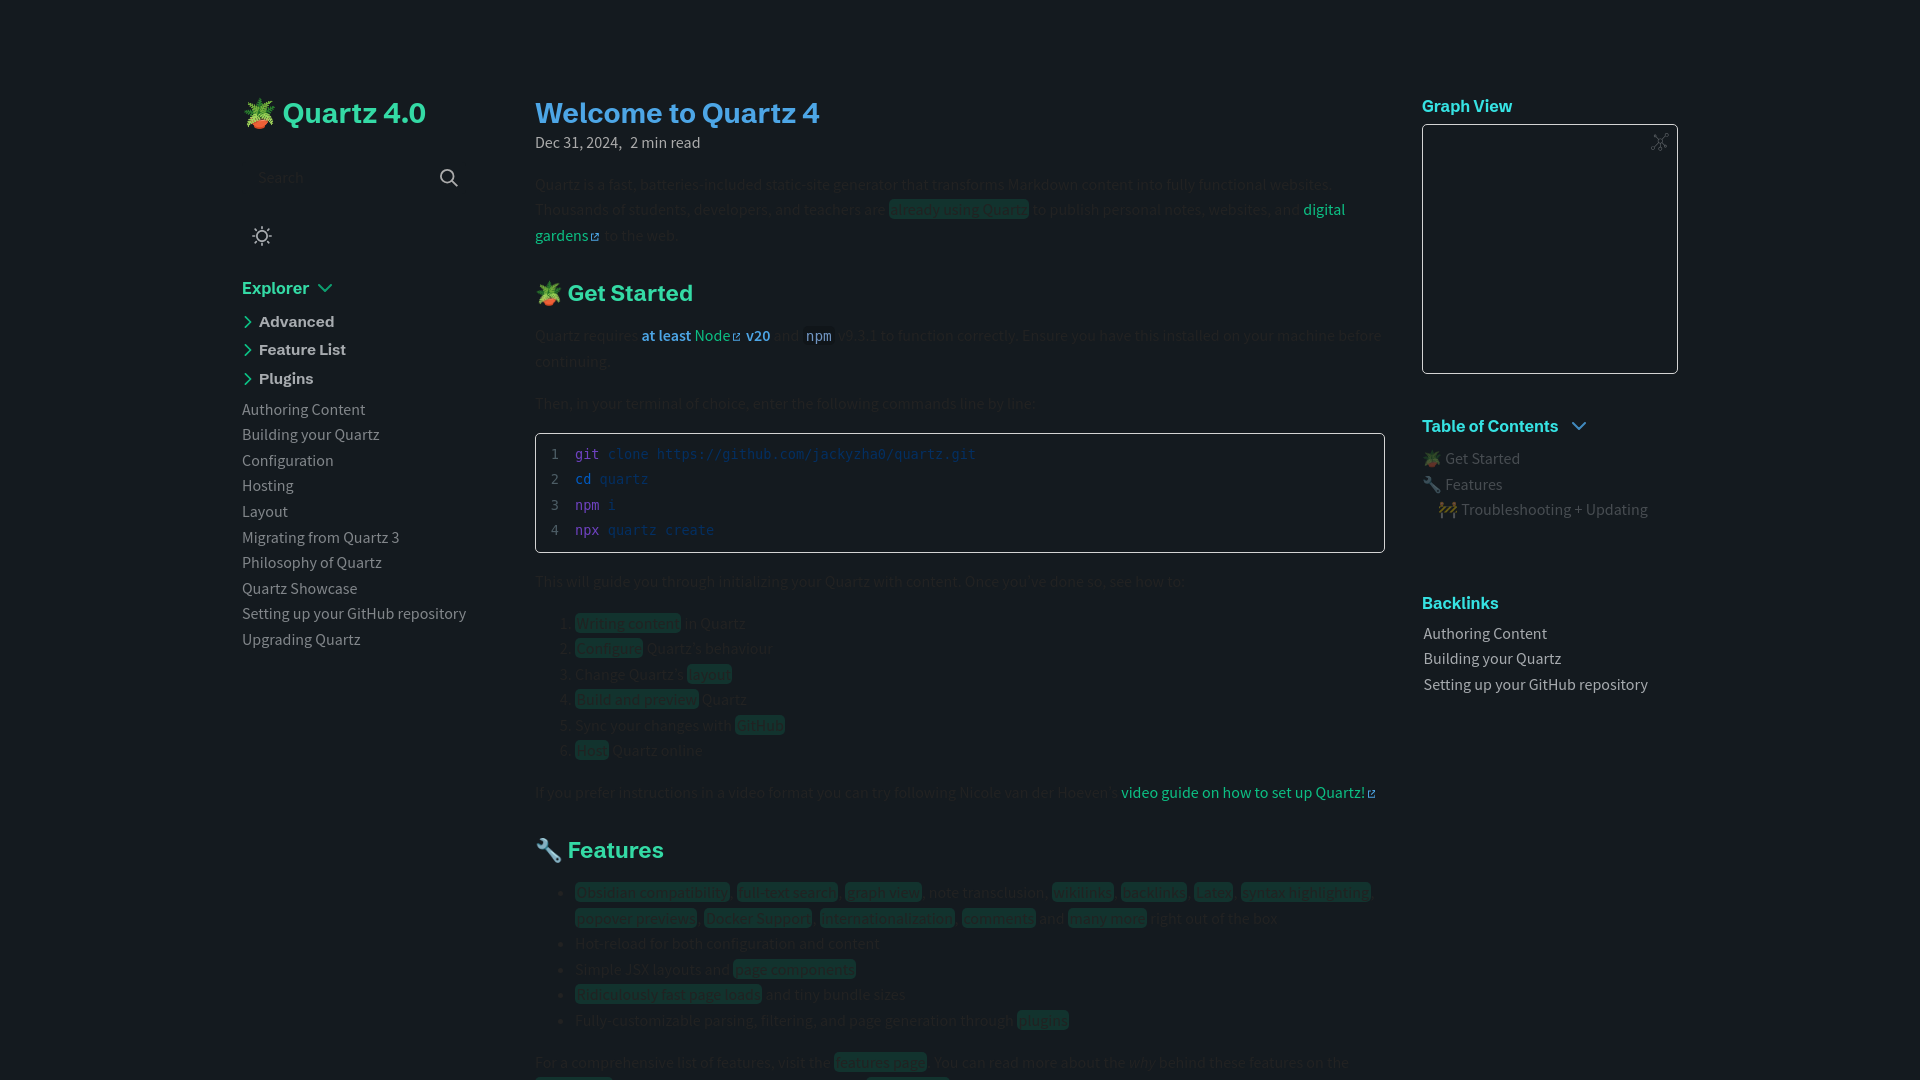 🪴 Quartz 4.0
Search
Explorer
Advanced
Feature List
Plugins
Authoring Content
Building your Quartz
Configuration
Hosting
Layout
Migrating from Quartz 3
Philosophy of Quartz
Quartz Showcase
Setting up your GitHub repository
Upgrading Quartz
Welcome to Quartz 4
Dec 31, 2024, 2 min read
Quartz is a fast, batteries-included static-site generator that transforms Markdown content into fully functional websites.
Thousands of students, developers, and teachers are already using Quartz to publish personal notes, websites, and digital
gardens to the web.
🪴 Get Started
Quartz requires at least Node v20 and npm v9.3.1 to function correctly. Ensure you have this installed on your machine before
continuing.
Then, in your terminal of choice, enter the following commands line by line:
1 git clone https://github.com/jackyzha0/quartz.git
2 cd quartz
3 npm i
4 npx quartz create
This will guide you through initializing your Quartz with content. Once you've done so, see how to:
1. Writing content in Quartz
2. Configure Quartz's behaviour
3. Change Quartz's layout
4. Build and preview Quartz
5. Sync your changes with GitHub
6. Host Quartz online
If you prefer instructions in a video format you can try following Nicole van der Hoeven's video guide on how to set up Quartz!
🔧 Features
• Obsidian compatibility, full-text search, graph view, note transclusion, wikilinks, backlinks, Latex, syntax highlighting,
popover previews, Docker Support, internationalization, comments and many more right out of the box
• Hot-reload for both configuration and content
• Simple JSX layouts and page components
• Ridiculously fast page loads and tiny bundle sizes
• Fully-customizable parsing, filtering, and page generation through plugins
For a comprehensive list of features, visit the features page. You can read more about the why behind these features on the
Graph View
Table of Contents
🪴 Get Started
🔧 Features
🚧 Troubleshooting + Updating
Backlinks
Authoring Content
Building your Quartz
Setting up your GitHub repository